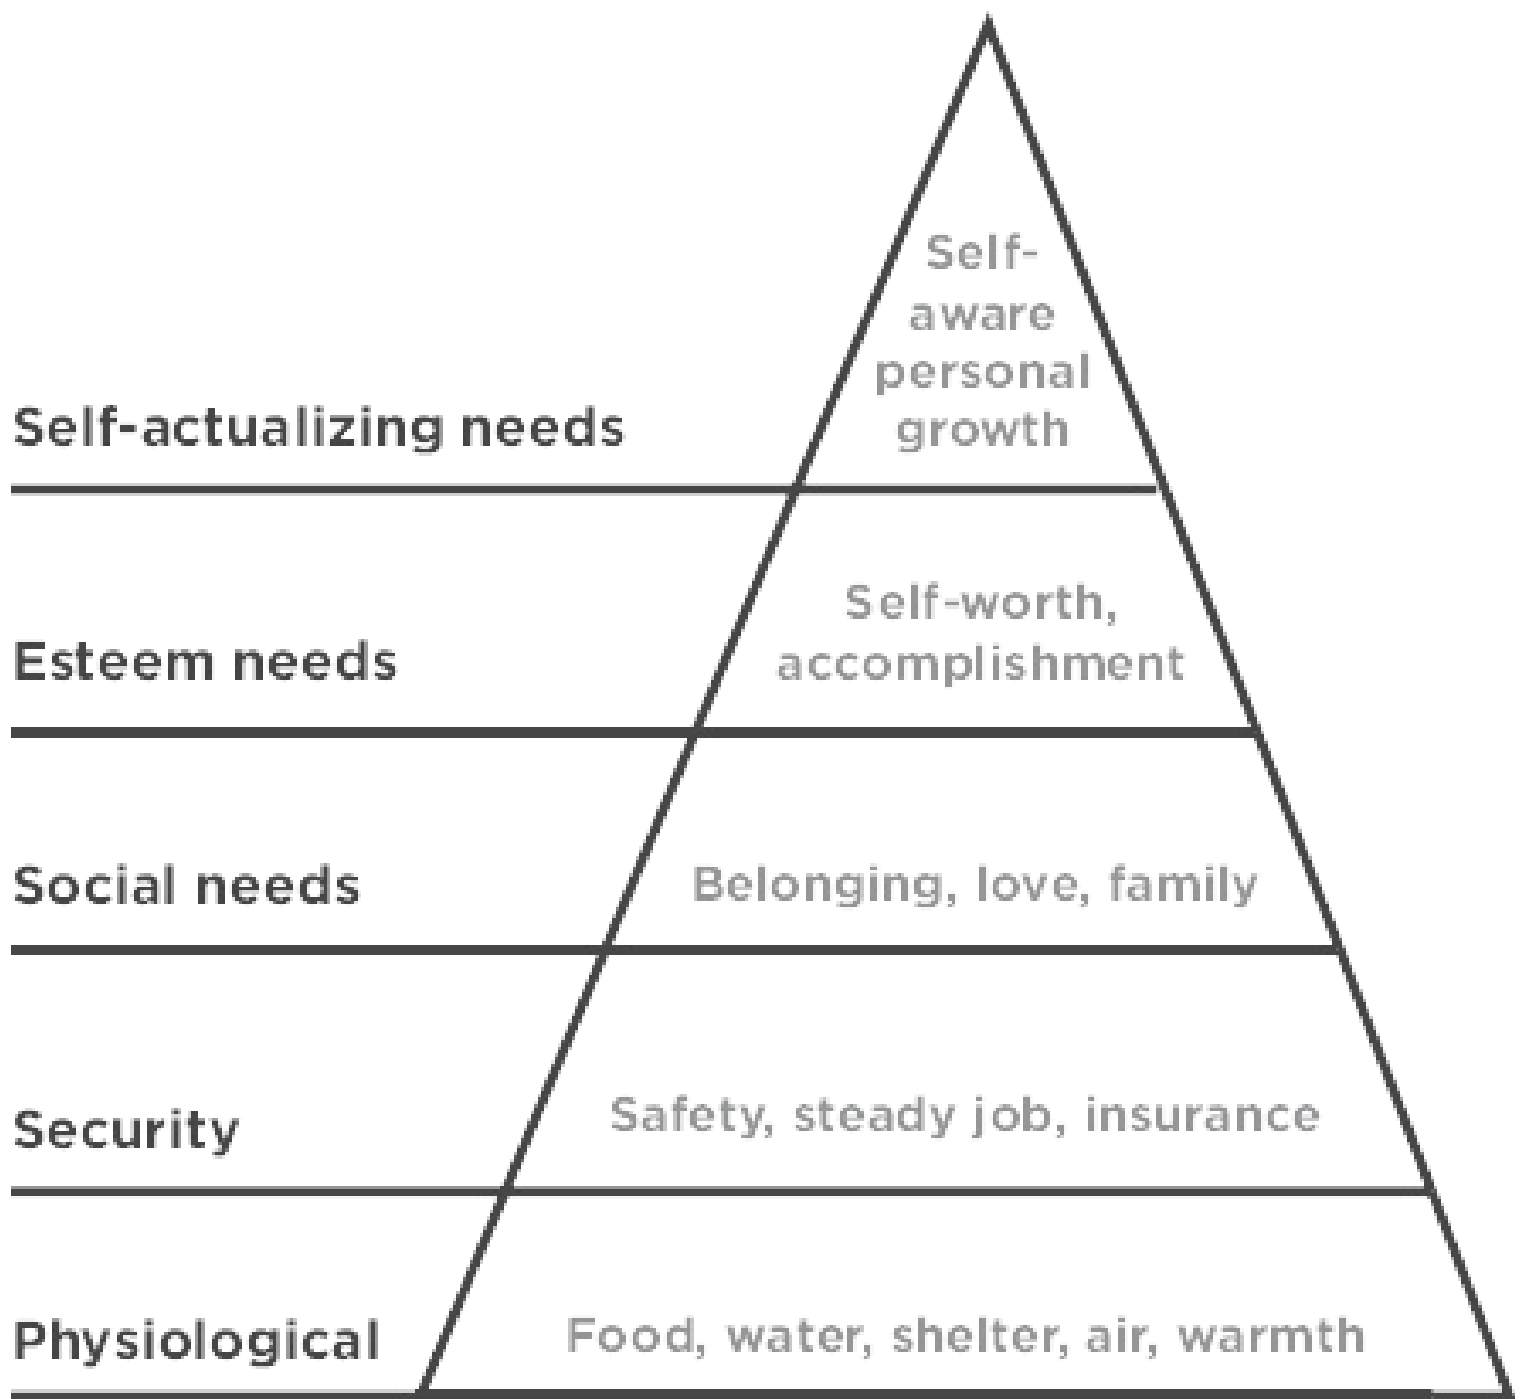 Self-
aware
personal
growth
Self-actualizing needs
Self-worth,
accomplishment
Esteem needs
Social needs
Belonging, love, family
Security
Safety, steady job, insurance
Physiological
Food, water, shelter, air, warmth